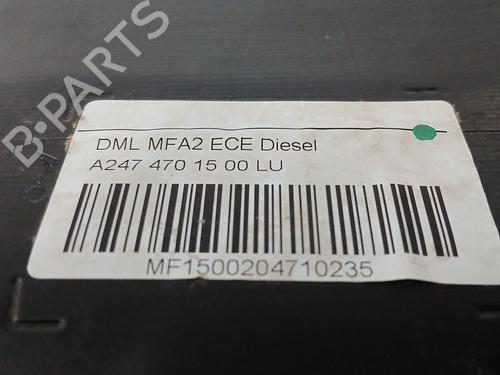 B-PARTS
DML MFA2 ECE Diesel
A247 470 15 00 LU
MF1500204710235